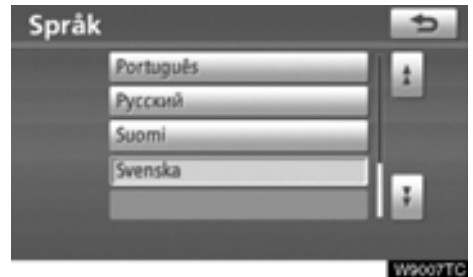 Språk
Português
Русский
Suomi
Svenska
W9007TC